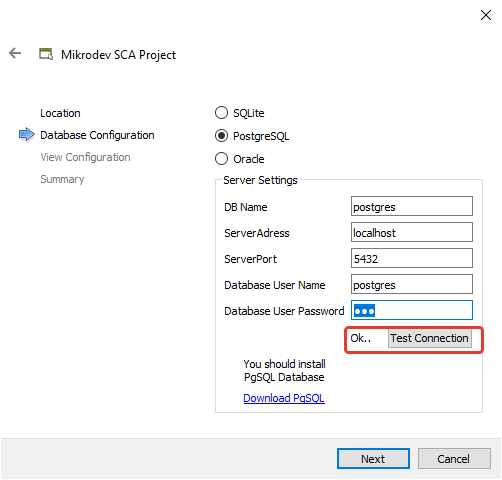 Mikrodev SCA Project
Location
Database Configuration
View Configuration
Summary
SQLite
PostgreSQL
Oracle
Server Settings
DB Name
postgres
ServerAdress
localhost
ServerPort
5432
Database User Name
postgres
Database User Password
●●●
Ok..
Test Connection
You should install
PgSQL Database
Download PgSQL
Next
Cancel